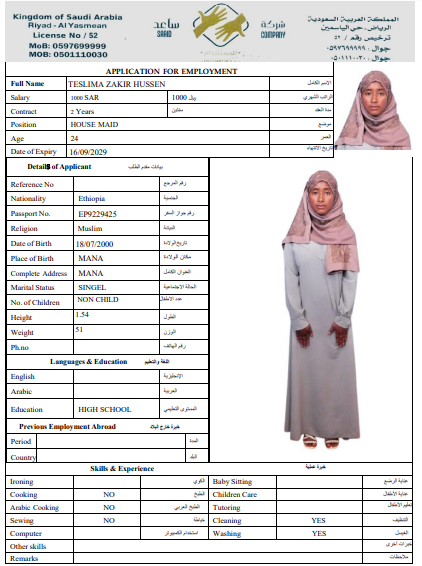 Kingdom of Saudi Arabia
Riyad - Al Yasmean
License No / 52
MoB: 0597699999
MoB: 0501110030
ساعد SAAID
شركة COMPANY
المملكة العربية السعودية
الرياض، حي الياسمين
ترخيص رقم / ٥٢
جوال: ٠٥٩٧٦٩٩٩٩٩
جوال: ٠٥٠١١١٠٠٣٠
APPLICATION FOR EMPLOYMENT
Full Name TESLIMA ZAKIR HUSSEN الاسم الكامل
Salary 1000 SAR 1000 ريال الراتب الشهري
Contract 2 Years سنتين مدة العقد
Position HOUSE MAID موضع
Age 24 العمر
Date of Expiry 16/09/2029 تاريخ الانتهاء
Details of Applicant بيانات مقدم الطلب
Reference No رقم المرجع
Nationality Ethiopia الجنسية
Passport No. EP9229425 رقم جواز السفر
Religion Muslim الديانة
Date of Birth 18/07/2000 تاريخ الولادة
Place of Birth MANA مكان الولادة
Complete Address MANA العنوان الكامل
Marital Status SINGEL الحالة الاجتماعية
No. of Children NON CHILD عدد الاطفال
Height 1.54 الطول
Weight 51 الوزن
Ph.no رقم الهاتف
Languages & Education اللغة والتعليم
English الإنجليزية
Arabic العربية
Education HIGH SCHOOL المستوى التعليمي
Previous Employment Abroad خبرة خارج البلاد
Period المدة
Country البلد
Skills & Experience خبرة عملية
Ironing الكوي Baby Sitting عناية الرضع
Cooking NO الطبخ Children Care عناية الأطفال
Arabic Cooking NO الطبخ العربي Tutoring تعليم الاطفال
Sewing NO خياطة Cleaning YES التنظيف
Computer استخدام الكمبيوتر Washing YES الغسيل
Other skills خبرات أخرى
Remarks ملاحظات